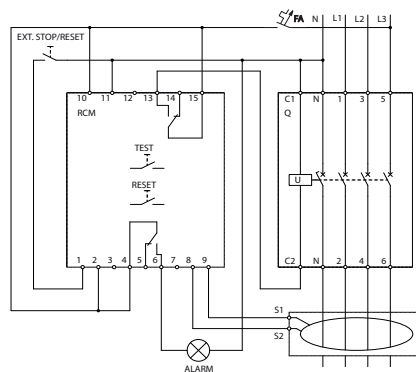 FA N L1 L2 L3
EXT. STOP/RESET
10 11 12 13 14 15
RCM
C1 N 1 3 5
Q
TEST
RESET
U
1 2 3 4 5 6 7 8 9
C2 N 2 4 6
S1
S2
ALARM